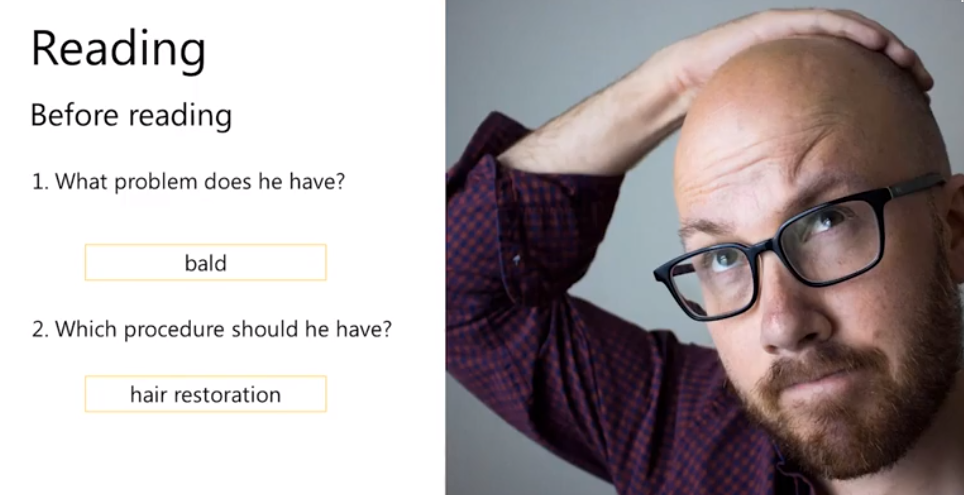 Reading
Before reading
1. What problem does he have?
bald
2. Which procedure should he have?
hair restoration